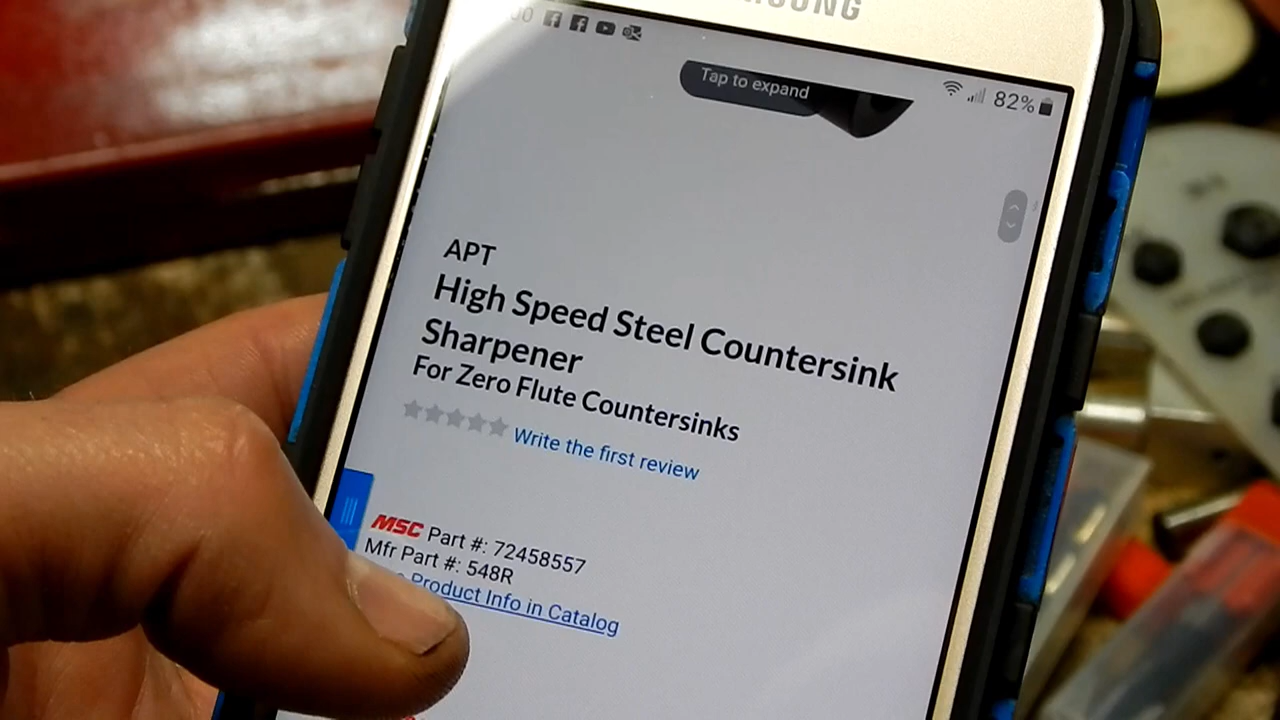 SAMSUNG
82%
Tap to expand
APT
High Speed Steel Countersink
Sharpener
For Zero Flute Countersinks
Write the first review
MSC Part #: 72458557
Mfr Part #: 548R
Product Info in Catalog